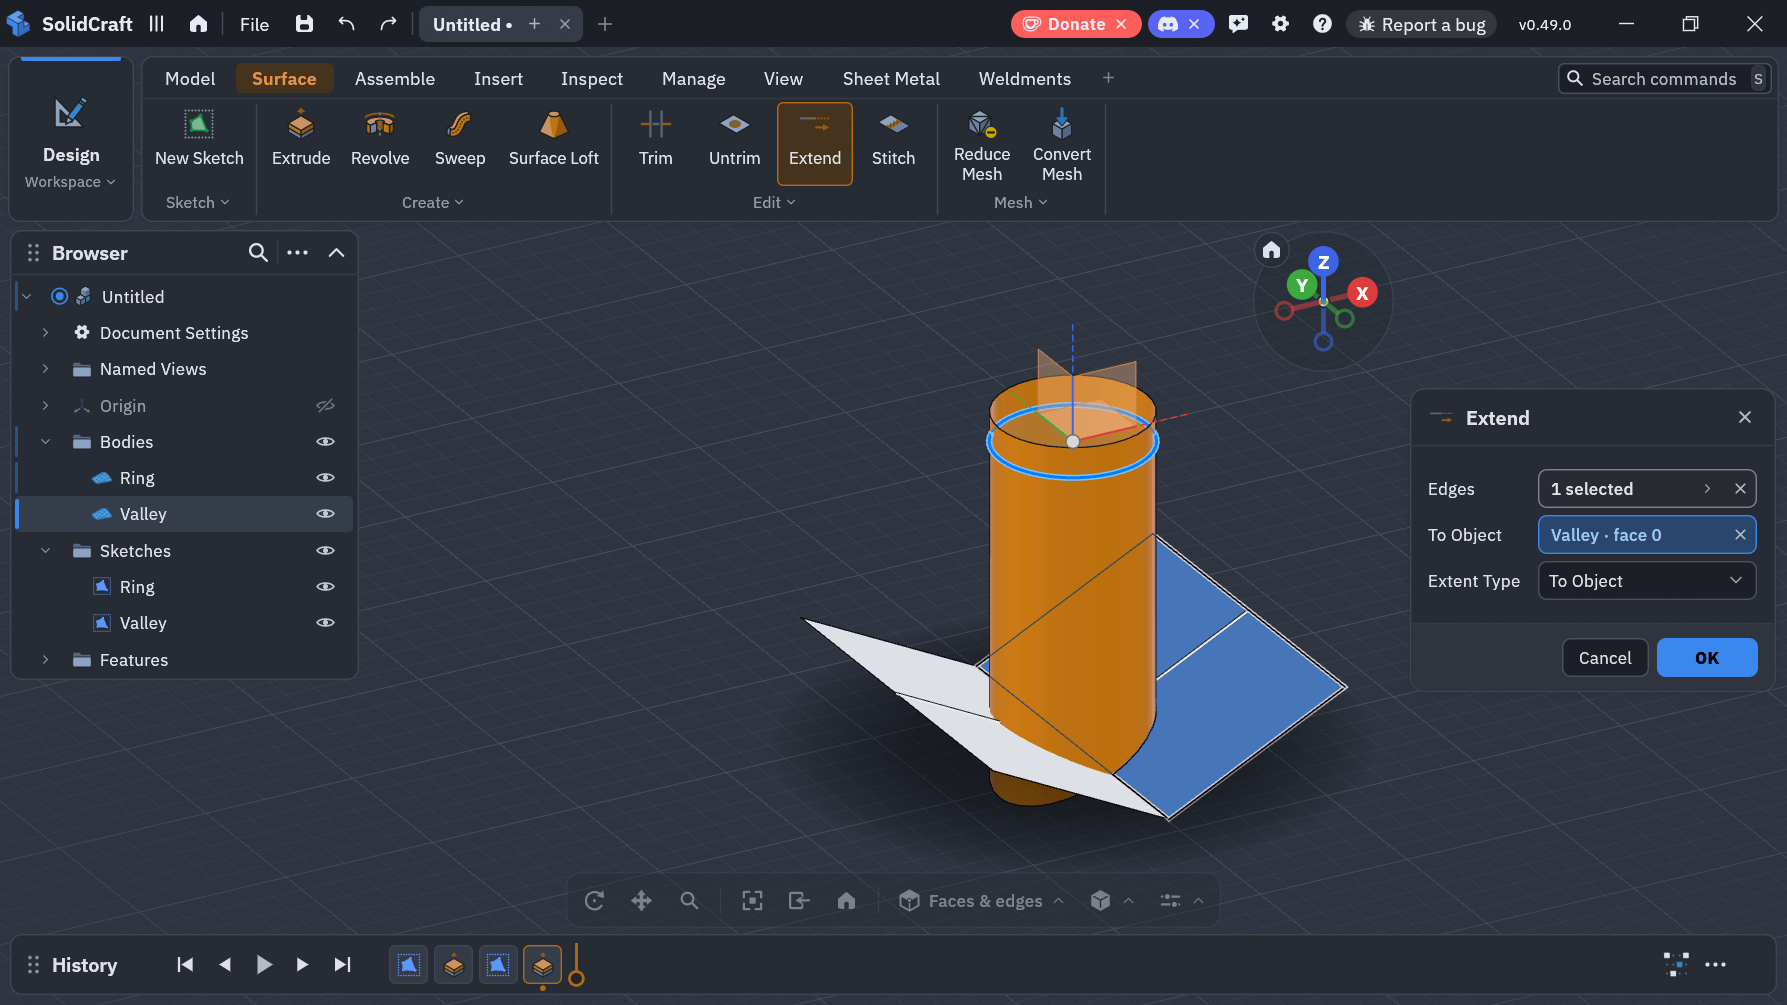 SolidCraft
File
Untitled •
Donate
Report a bug
v0.49.0
Design
Workspace
Model
Surface
Assemble
Insert
Inspect
Manage
View
Sheet Metal
Weldments
Search commands
S
New Sketch
Extrude
Revolve
Sweep
Surface Loft
Trim
Untrim
Extend
Stitch
Reduce Mesh
Convert Mesh
Sketch
Create
Edit
Mesh
Browser
Untitled
Document Settings
Named Views
Origin
Bodies
Ring
Valley
Sketches
Ring
Valley
Features
Z
Y
X
Extend
Edges
1 selected
To Object
Valley · face 0
Extent Type
To Object
Cancel
OK
Faces & edges
History